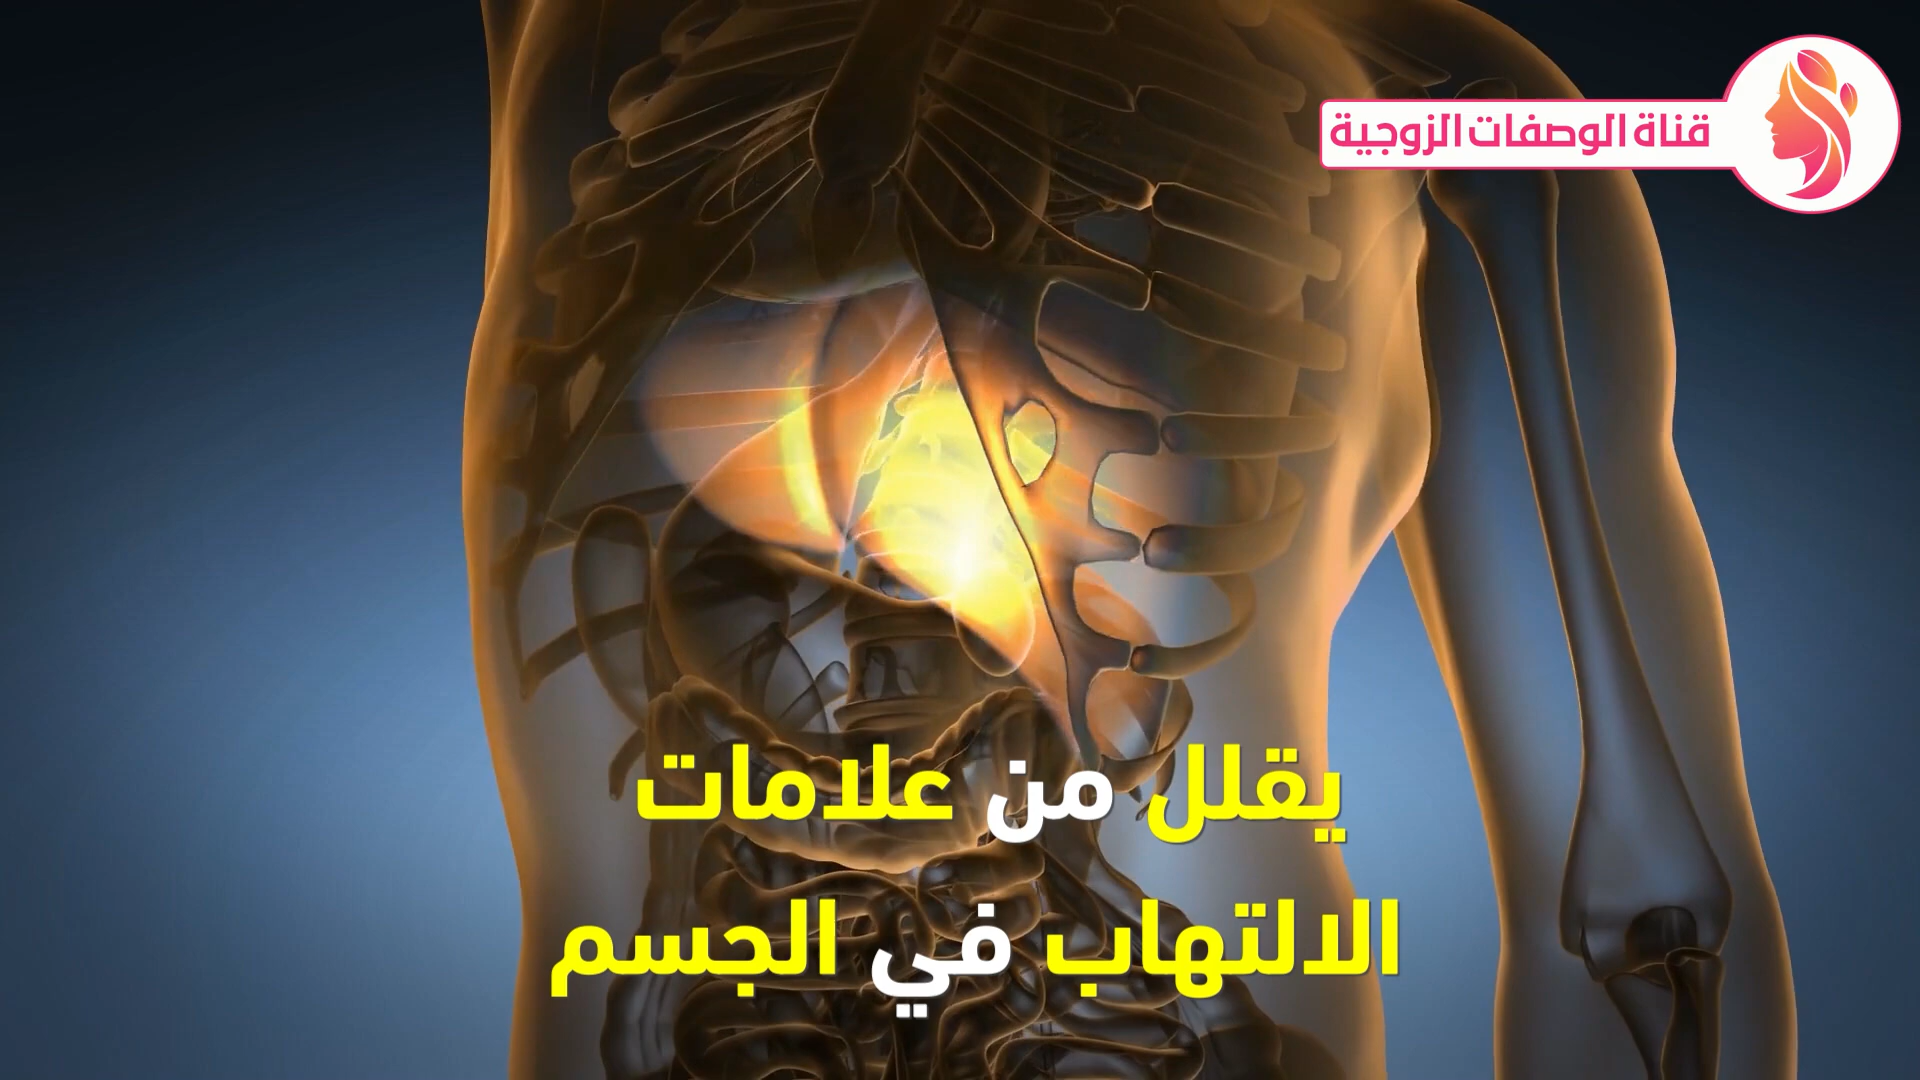 قناة الوصفات الزوجية
يقلل من علامات
الالتهاب في الجسم